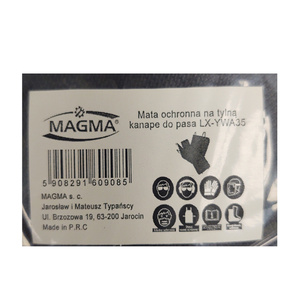 MAGMA®
Mata ochronna na tylną
kanapę do pasa LX-YWA35
5 908291 609085
MAGMA s. c.
Jarosław i Mateusz Typańscy
Ul. Brzozowa 19, 63-200 Jarocin
Made in P.R.C